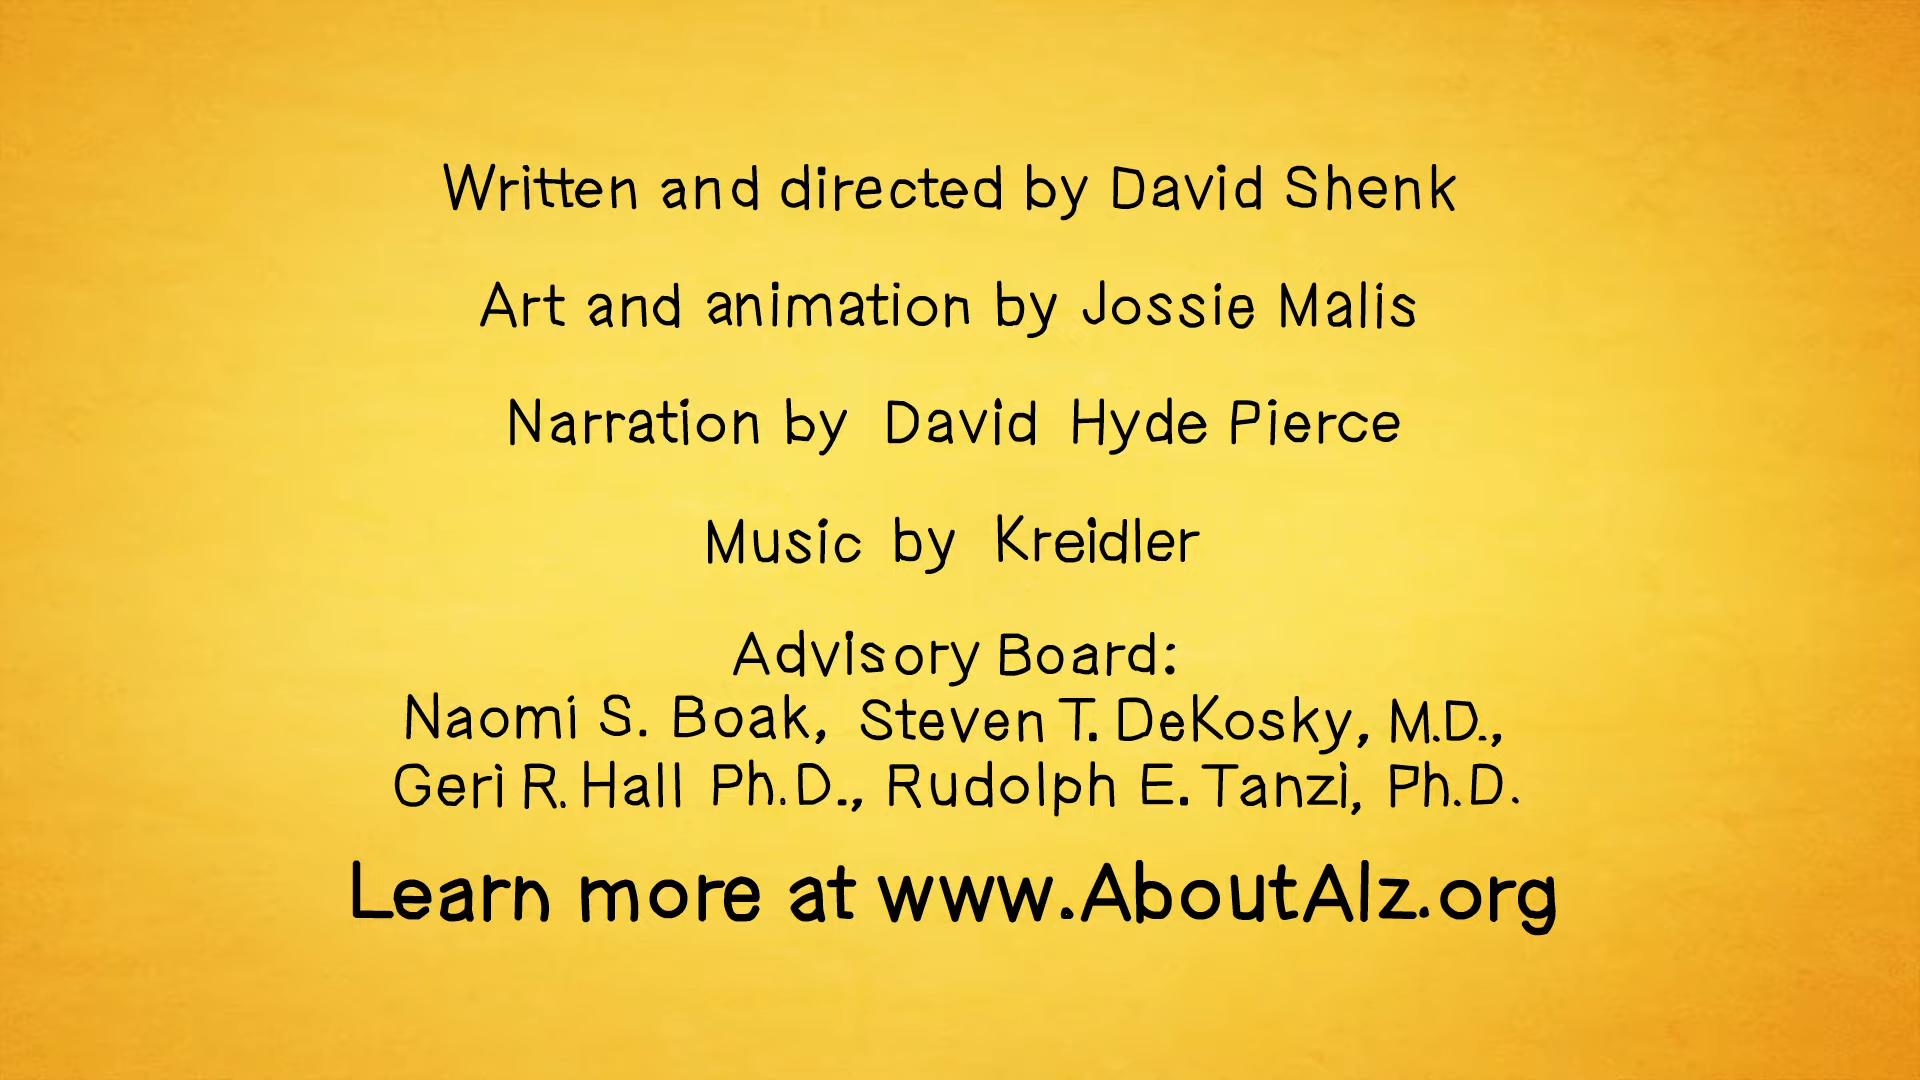 Written and directed by David Shenk
Art and animation by Jossie Malis
Narration by David Hyde Pierce
Music by Kreidler
Advisory Board:
Naomi S. Boak, Steven T. DeKosky, M.D.,
Geri R. Hall Ph.D., Rudolph E. Tanzi, Ph.D.
Learn more at www.AboutAlz.org